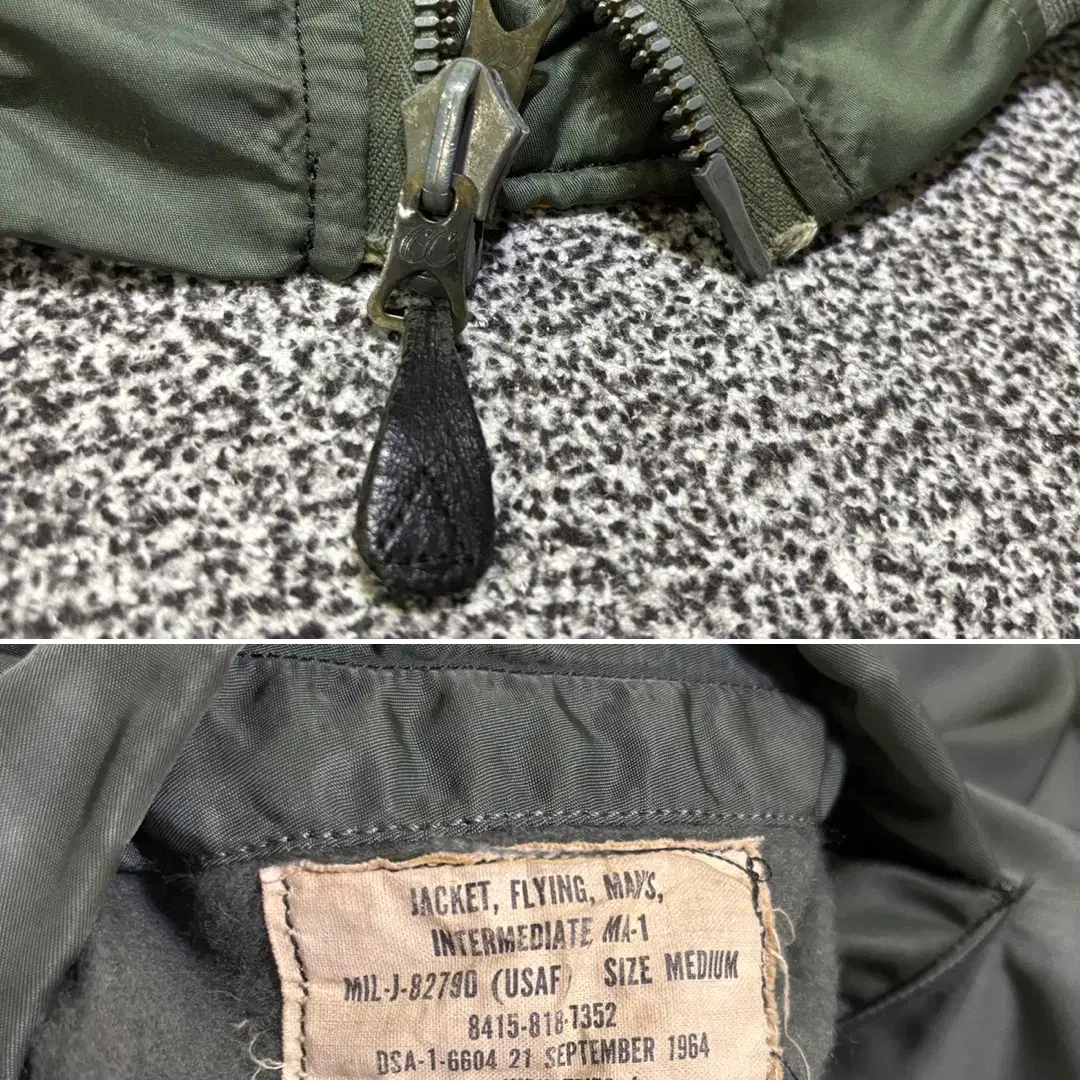 CC
JACKET, FLYING, MAN'S,
INTERMEDIATE MA-1
MIL-J-8279D (USAF) SIZE MEDIUM
8415-818-7352
DSA-1-6604 21 SEPTEMBER 1964